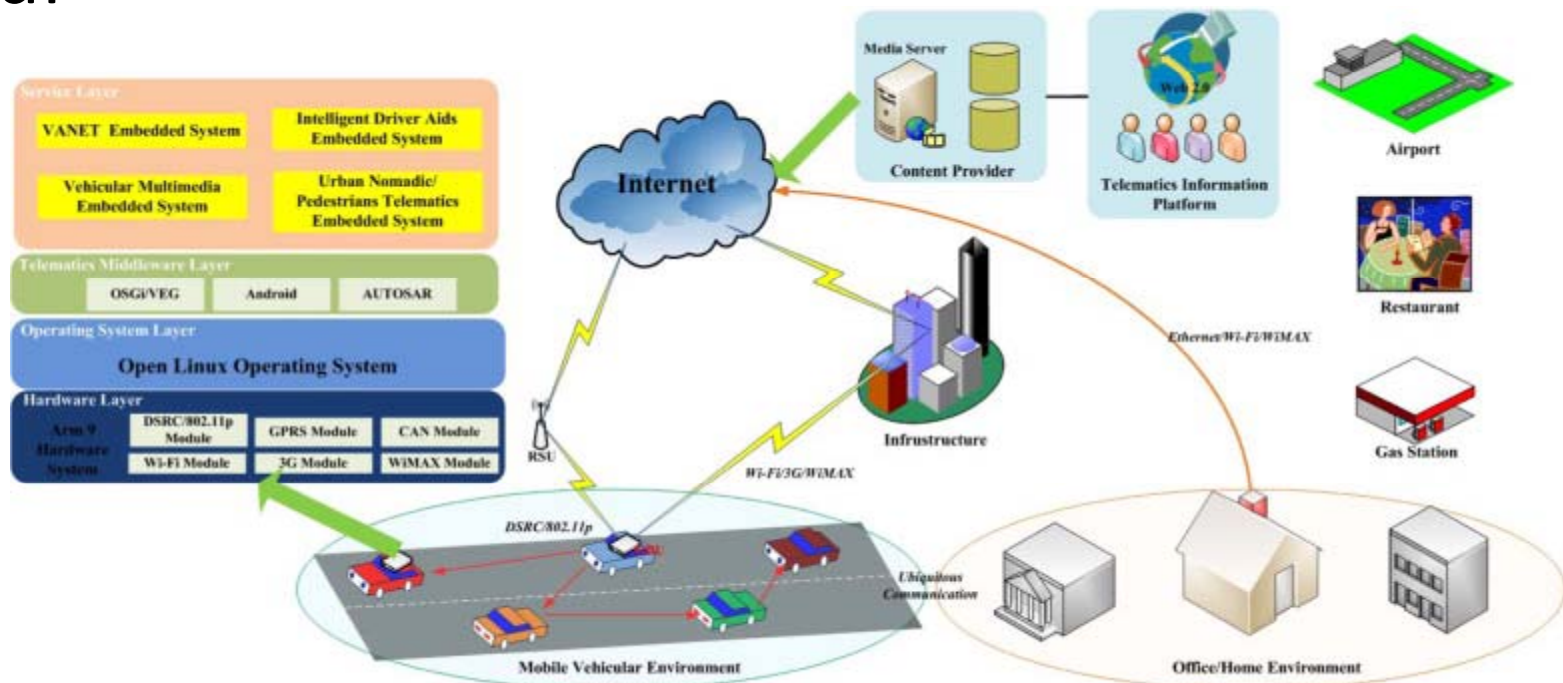 Service Layer
VANET Embedded System
Intelligent Driver Aids
Embedded System
Vehicular Multimedia
Embedded System
Urban Nomadic/
Pedestrians Telematics
Embedded System
Telematics Middleware Layer
OSGi/VEG
Android
AUTOSAR
Operating System Layer
Open Linux Operating System
Hardware Layer
Arm 9
Hardware
System
DSRC/802.11p
Module
GPRS Module
CAN Module
Wi-Fi Module
3G Module
WiMAX Module
Internet
Media Server
Content Provider
Web 2.0
Telematics Information
Platform
Airport
Restaurant
Gas Station
Ethernet/Wi-Fi/WiMAX
Infrustructure
RSU
Wi-Fi/3G/WiMAX
DSRC/802.11p
Ubiquitous
Communication
Mobile Vehicular Environment
Office/Home Environment